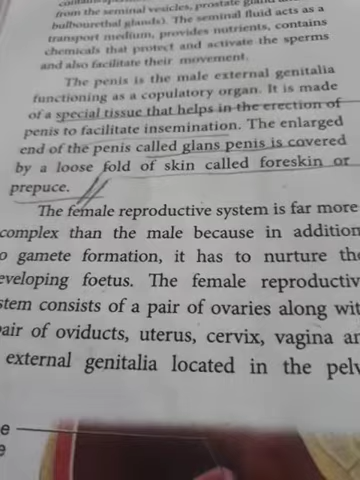 from the seminal vesicles, prostate gland and
bulbourethral glands). The seminal fluid acts as a
transport medium, provides nutrients, contains
chemicals that protect and activate the sperms
and also facilitate their movement.
The penis is the male external genitalia
functioning as a copulatory organ. It is made
of a special tissue that helps in the erection of
penis to facilitate insemination. The enlarged
end of the penis called glans penis is covered
by a loose fold of skin called foreskin or
prepuce.
The female reproductive system is far more
complex than the male because in addition
o gamete formation, it has to nurture the
eveloping foetus. The female reproductiv
stem consists of a pair of ovaries along wit
pair of oviducts, uterus, cervix, vagina an
external genitalia located in the pelv
e
e